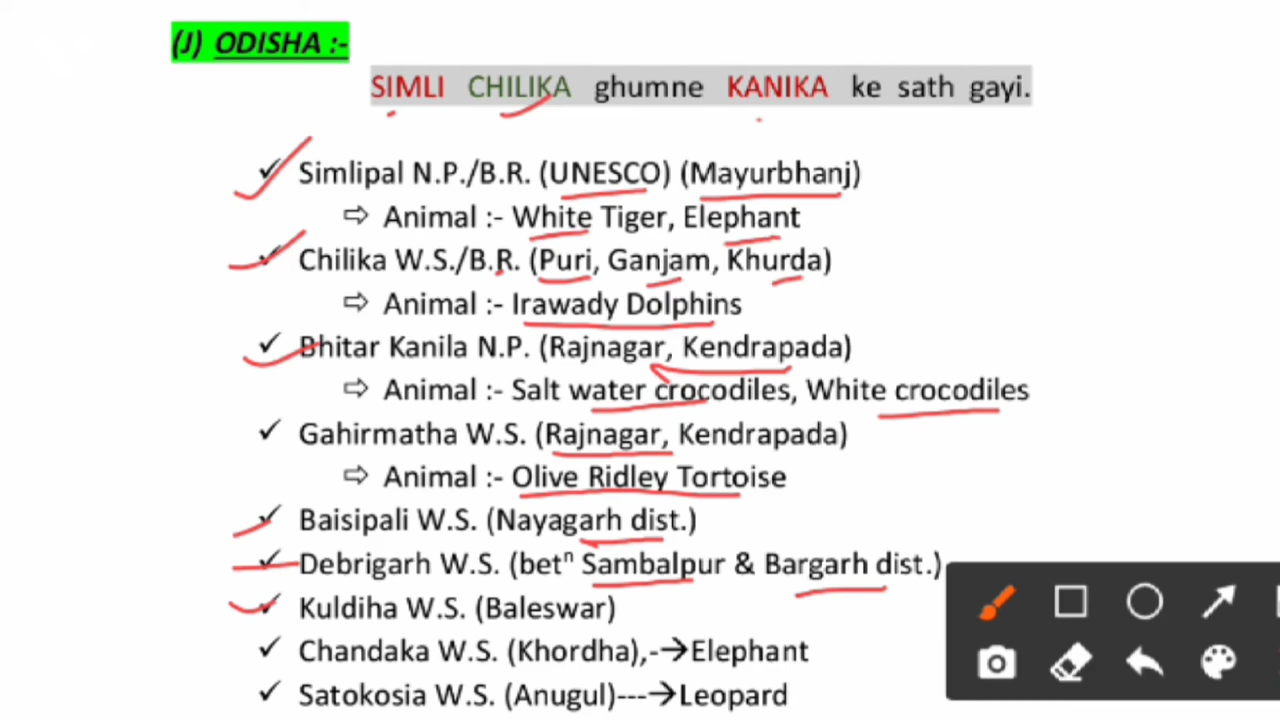 (J) ODISHA :-
SIMLI CHILIKA ghumne KANIKA ke sath gayi.
✓ Simlipal N.P./B.R. (UNESCO) (Mayurbhanj)
⇨ Animal :- White Tiger, Elephant
✓ Chilika W.S./B.R. (Puri, Ganjam, Khurda)
⇨ Animal :- Irawady Dolphins
✓ Bhitar Kanila N.P. (Rajnagar, Kendrapada)
⇨ Animal :- Salt water crocodiles, White crocodiles
✓ Gahirmatha W.S. (Rajnagar, Kendrapada)
⇨ Animal :- Olive Ridley Tortoise
✓ Baisipali W.S. (Nayagarh dist.)
✓ Debrigarh W.S. (betⁿ Sambalpur & Bargarh dist.)
✓ Kuldiha W.S. (Baleswar)
✓ Chandaka W.S. (Khordha),-→Elephant
✓ Satokosia W.S. (Anugul)---→Leopard